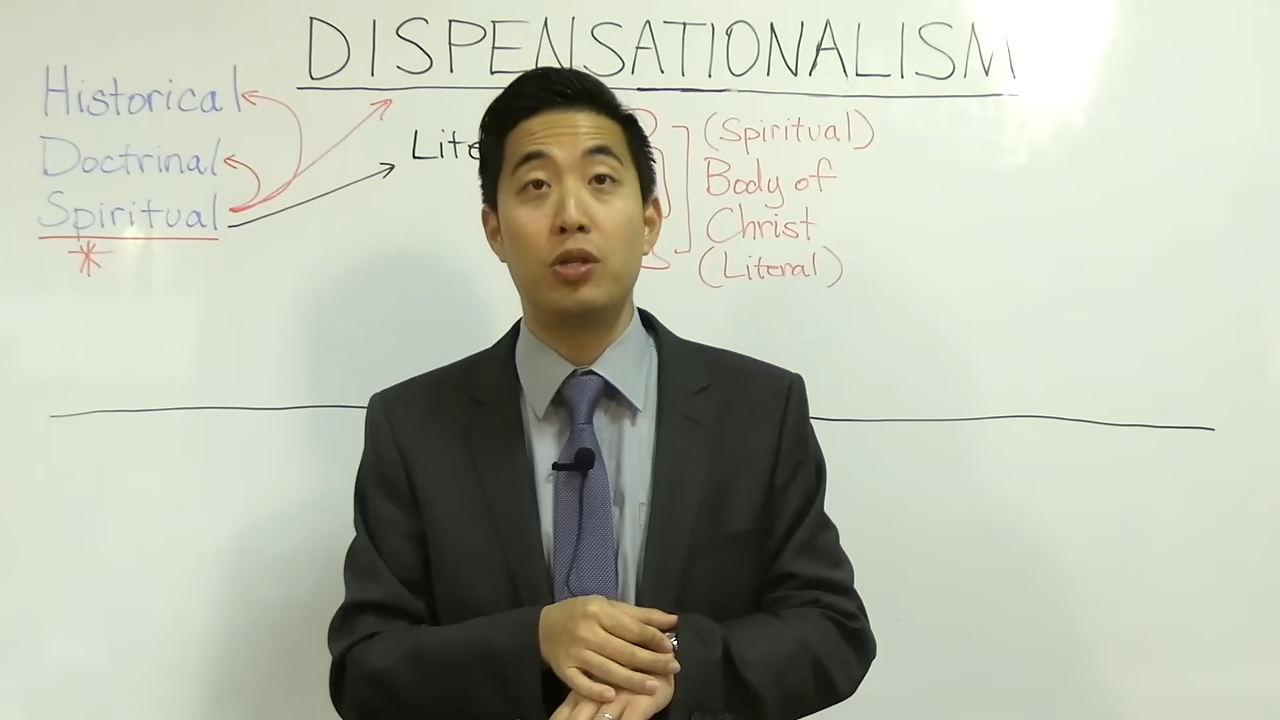 DISPENSATIONALISM
Historical
Doctrinal
Spiritual
(Spiritual)
Body of
Christ
(Literal)